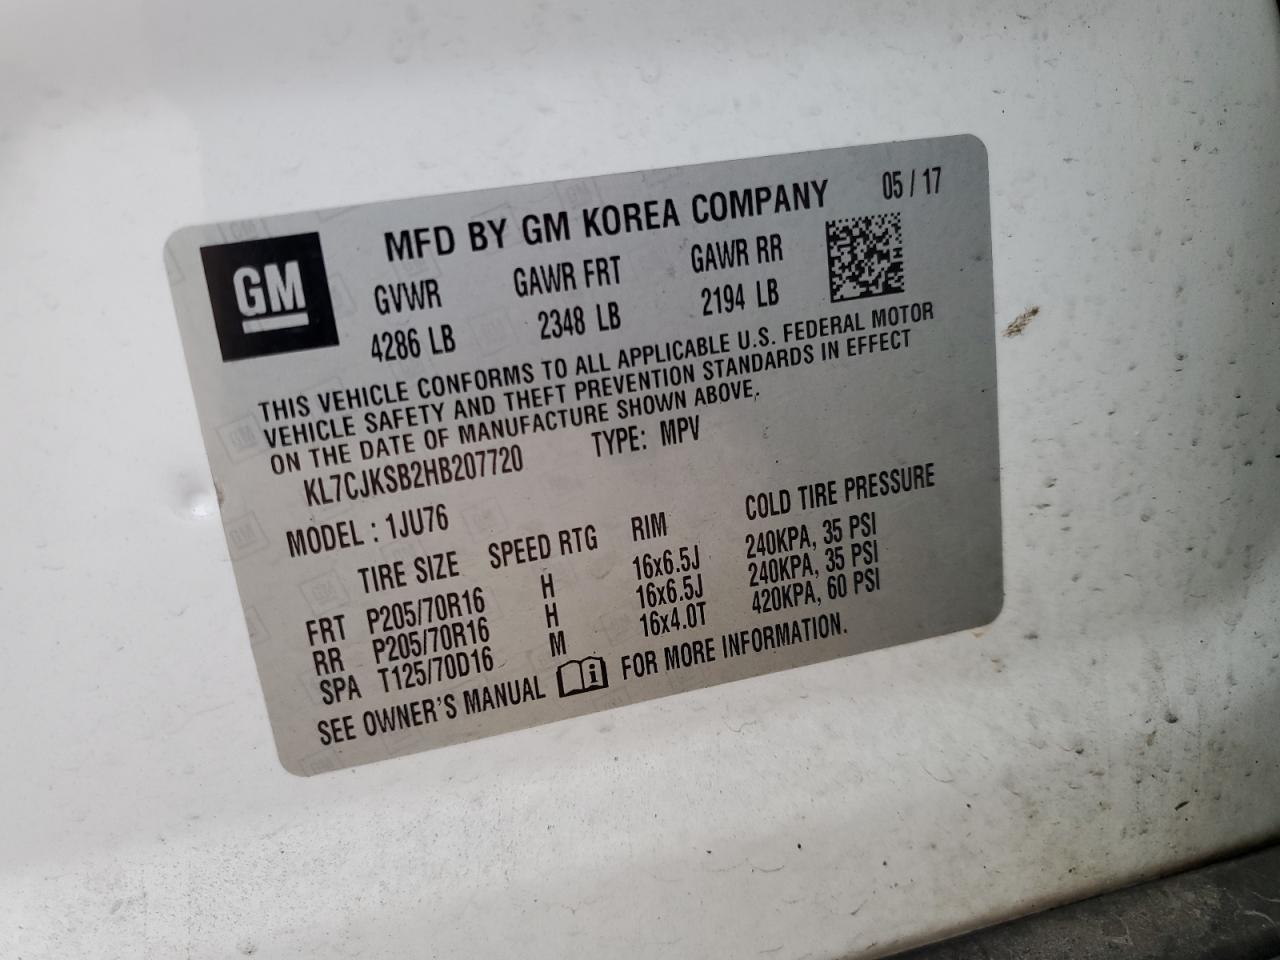 GM
MFD BY GM KOREA COMPANY 05 / 17
GVWR GAWR FRT GAWR RR
4286 LB 2348 LB 2194 LB
THIS VEHICLE CONFORMS TO ALL APPLICABLE U.S. FEDERAL MOTOR
VEHICLE SAFETY AND THEFT PREVENTION STANDARDS IN EFFECT
ON THE DATE OF MANUFACTURE SHOWN ABOVE.
KL7CJKSB2HB207720 TYPE: MPV
MODEL : 1JU76
TIRE SIZE SPEED RTG RIM COLD TIRE PRESSURE
FRT P205/70R16 H 16x6.5J 240KPA, 35 PSI
RR P205/70R16 H 16x6.5J 240KPA, 35 PSI
SPA T125/70D16 M 16x4.0T 420KPA, 60 PSI
SEE OWNER'S MANUAL i FOR MORE INFORMATION.